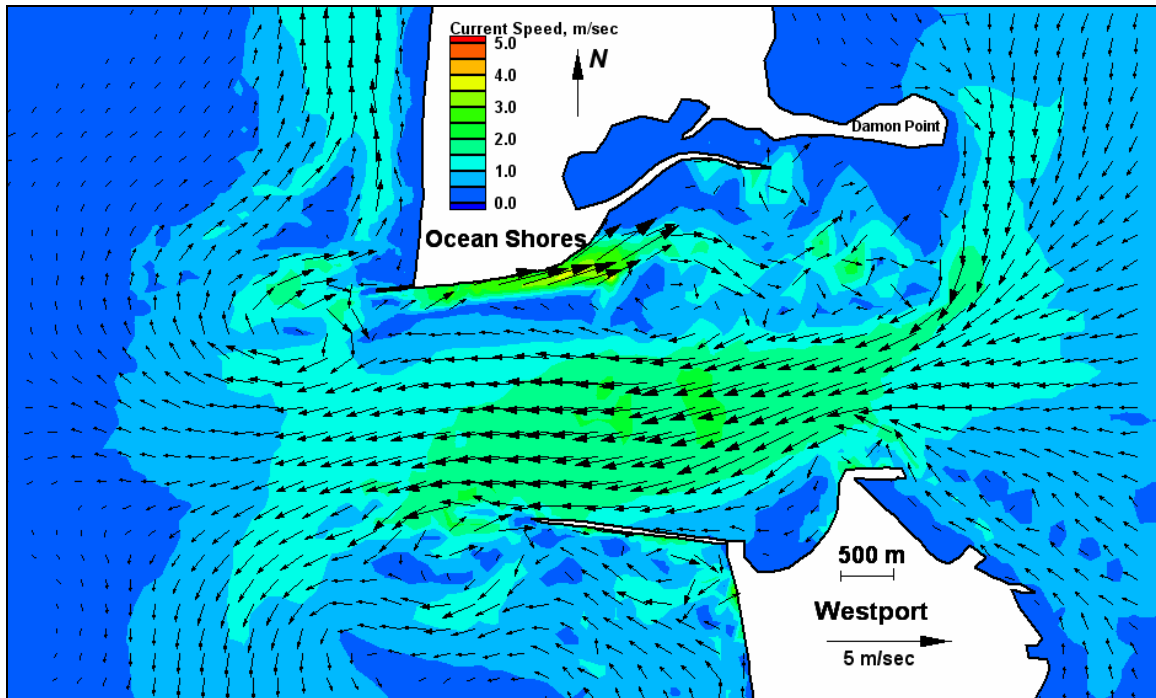 Current Speed, m/sec
5.0
4.0
3.0
2.0
1.0
0.0
N
Damon Point
Ocean Shores
500 m
Westport
5 m/sec